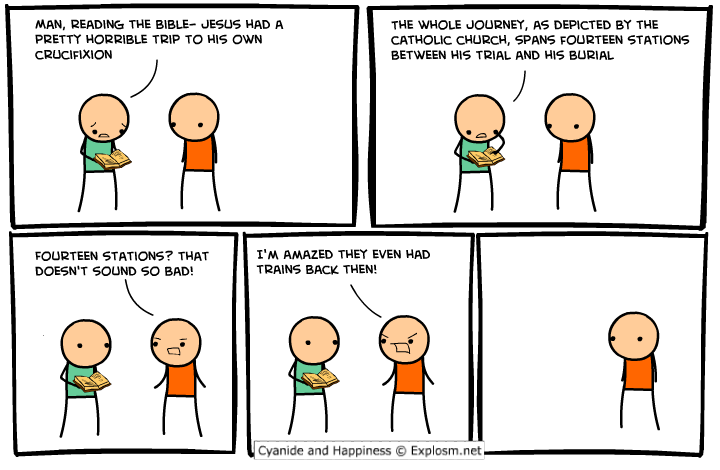 MAN, READING THE BIBLE- JESUS HAD A
PRETTY HORRIBLE TRIP TO HIS OWN
CRUCIFIXION
THE WHOLE JOURNEY, AS DEPICTED BY THE
CATHOLIC CHURCH, SPANS FOURTEEN STATIONS
BETWEEN HIS TRIAL AND HIS BURIAL
FOURTEEN STATIONS? THAT
DOESN'T SOUND SO BAD!
I'M AMAZED THEY EVEN HAD
TRAINS BACK THEN!
Cyanide and Happiness © Explosm.net